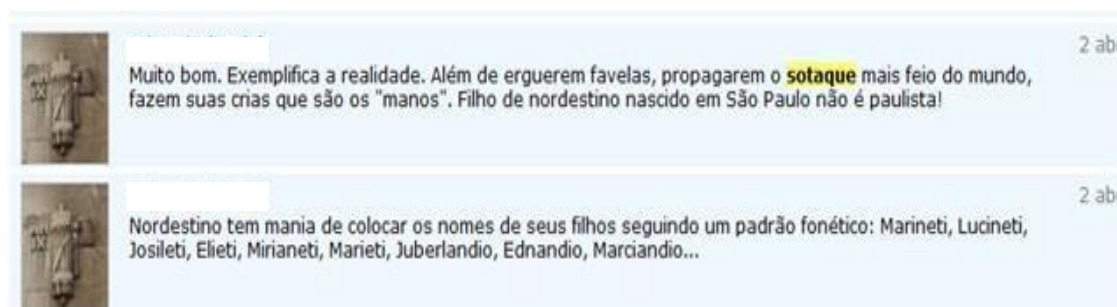 2 ab
Muito bom. Exemplifica a realidade. Além de erguerem favelas, propagarem o sotaque mais feio do mundo,
fazem suas crias que são os "manos". Filho de nordestino nascido em São Paulo não é paulista!
2 ab
Nordestino tem mania de colocar os nomes de seus filhos seguindo um padrão fonético: Marineti, Lucineti,
Josileti, Elieti, Mirianeti, Marieti, Juberlandio, Ednandio, Marciandio...